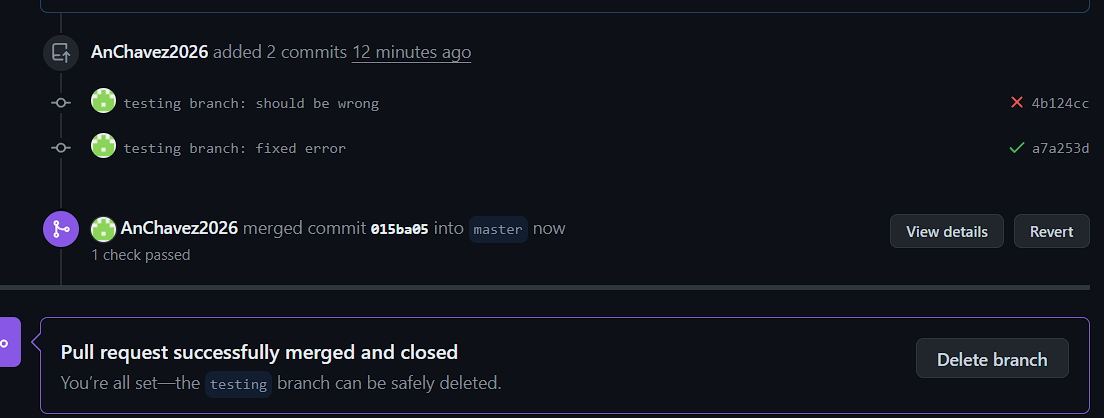 AnChavez2026 added 2 commits 12 minutes ago
testing branch: should be wrong 4b124cc
testing branch: fixed error a7a253d
AnChavez2026 merged commit 015ba05 into master now View details Revert
1 check passed
Pull request successfully merged and closed
You're all set—the testing branch can be safely deleted. Delete branch